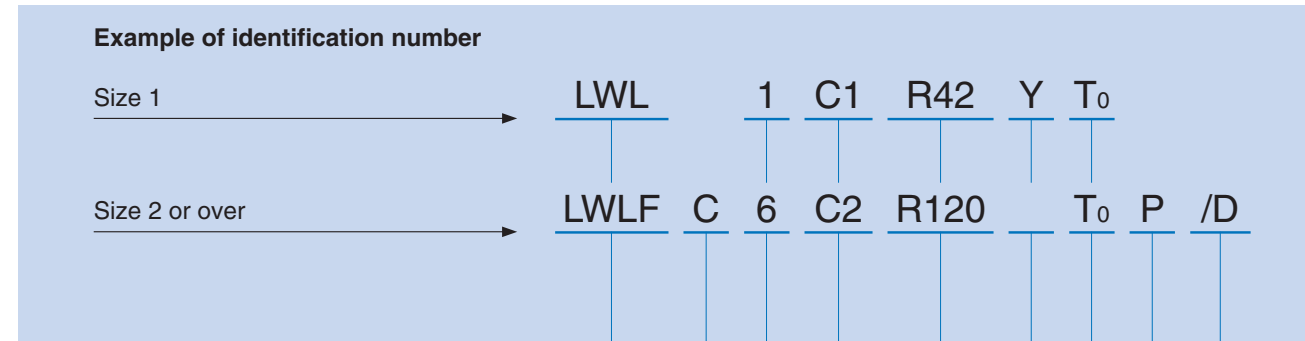 Example of identification number
Size 1 LWL 1 C1 R42 Y T0
Size 2 or over LWLF C 6 C2 R120 T0 P /D